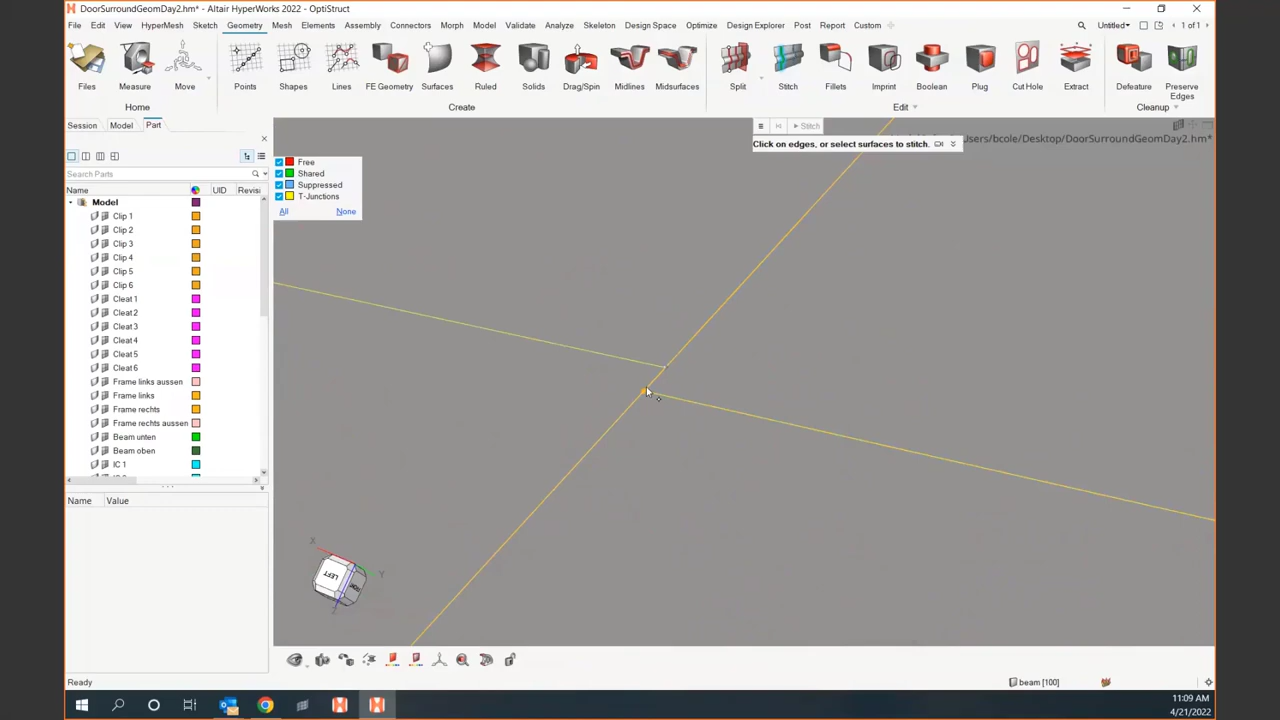 DoorSurroundGeomDay2.hm* - Altair HyperWorks 2022 - OptiStruct
File Edit View HyperMesh Sketch Geometry Mesh Elements Assembly Connectors Morph Model Validate Analyze Skeleton Design Space Optimize Design Explorer Post Report Custom Untitled 1 of 1
Files Measure Move Points Shapes Lines FE Geometry Surfaces Ruled Solids Drag/Spin Midlines Midsurfaces Split Stitch Fillets Imprint Boolean Plug Cut Hole Extract Defeature Preserve Edges
Home Create Edit Cleanup
Session Model Part
Stitch
Click on edges, or select surfaces to stitch.
Users/bcole/Desktop/DoorSurroundGeomDay2.hm*
Free
Shared
Suppressed
T-Junctions
All None
Search Parts
Name UID Revisi
Model
Clip 1
Clip 2
Clip 3
Clip 4
Clip 5
Clip 6
Cleat 1
Cleat 2
Cleat 3
Cleat 4
Cleat 5
Cleat 6
Frame links aussen
Frame links
Frame rechts
Frame rechts aussen
Beam unten
Beam oben
IC 1
Name Value
X
Y
Z
LEFT
Ready
beam [100]
11:09 AM
4/21/2022